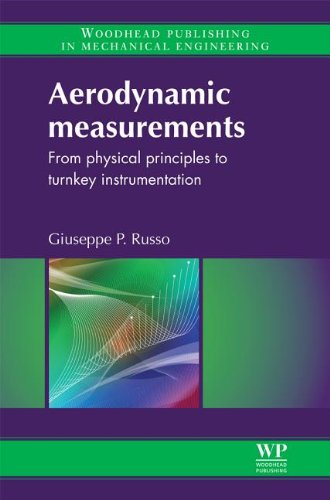 WOODHEAD PUBLISHING
IN MECHANICAL ENGINEERING
Aerodynamic
measurements
From physical principles to
turnkey instrumentation
Giuseppe P. Russo
WP
WOODHEAD
PUBLISHING